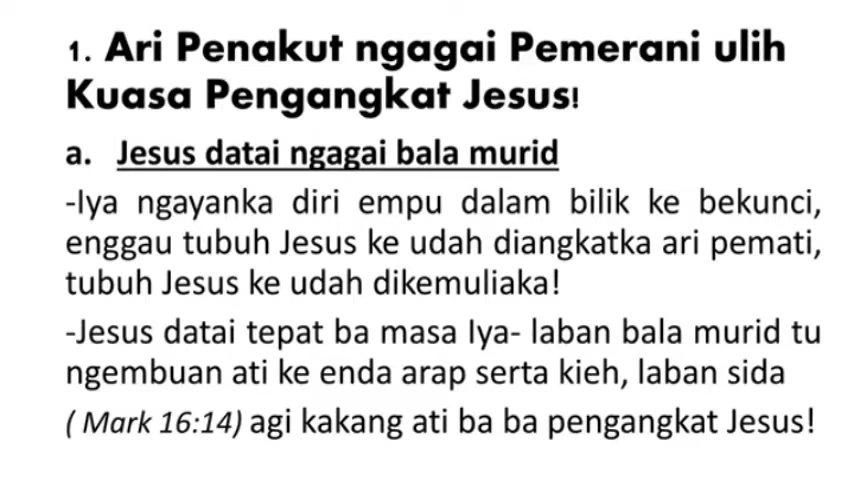 1. Ari Penakut ngagai Pemerani ulih
Kuasa Pengangkat Jesus!
a. Jesus datai ngagai bala murid
-Iya ngayanka diri empu dalam bilik ke bekunci,
enggau tubuh Jesus ke udah diangkatka ari pemati,
tubuh Jesus ke udah dikemuliaka!
-Jesus datai tepat ba masa Iya- laban bala murid tu
ngembuan ati ke enda arap serta kieh, laban sida
( Mark 16:14) agi kakang ati ba ba pengangkat Jesus!